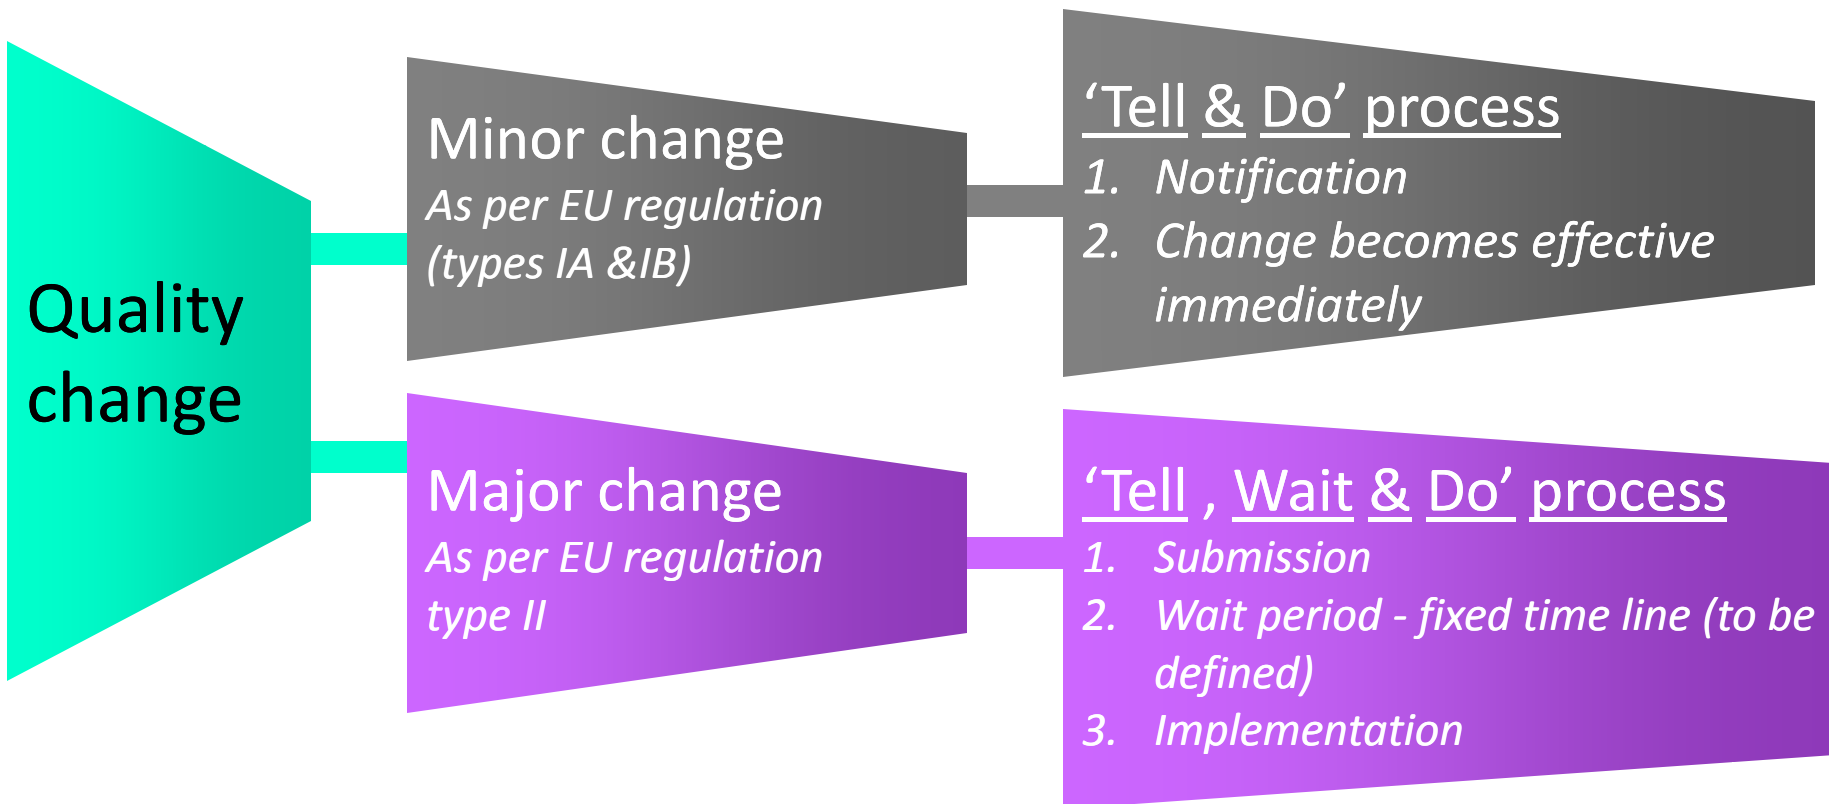 Quality
change
Minor change
As per EU regulation
(types IA &IB)
‘Tell & Do’ process
1. Notification
2. Change becomes effective
immediately
Major change
As per EU regulation
type II
‘Tell , Wait & Do’ process
1. Submission
2. Wait period - fixed time line (to be
defined)
3. Implementation